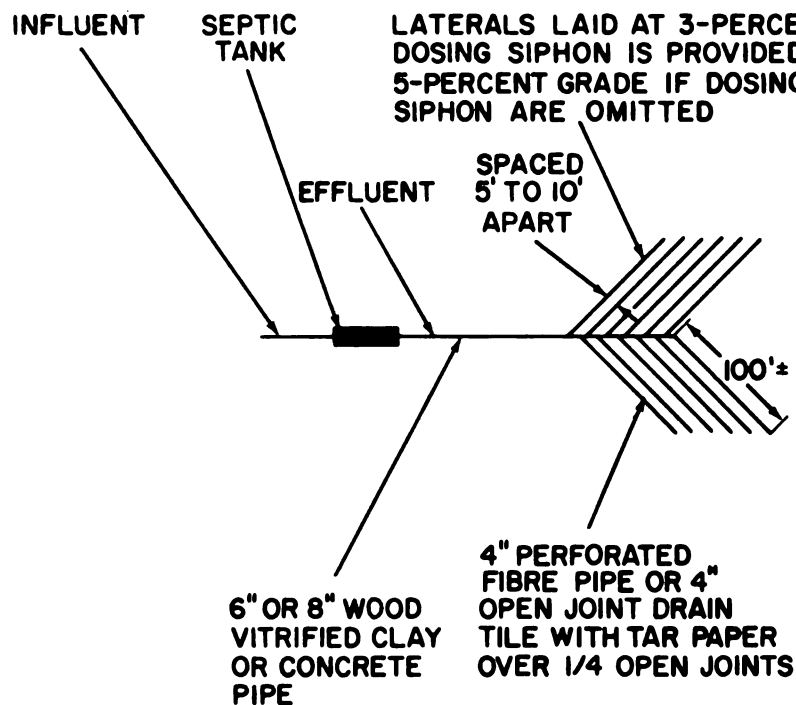 INFLUENT
SEPTIC
TANK
LATERALS LAID AT 3-PERCE
DOSING SIPHON IS PROVIDED
5-PERCENT GRADE IF DOSING
SIPHON ARE OMITTED
SPACED
5' TO 10'
APART
EFFLUENT
100'±
6" OR 8" WOOD
VITRIFIED CLAY
OR CONCRETE
PIPE
4" PERFORATED
FIBRE PIPE OR 4"
OPEN JOINT DRAIN
TILE WITH TAR PAPER
OVER 1/4 OPEN JOINTS